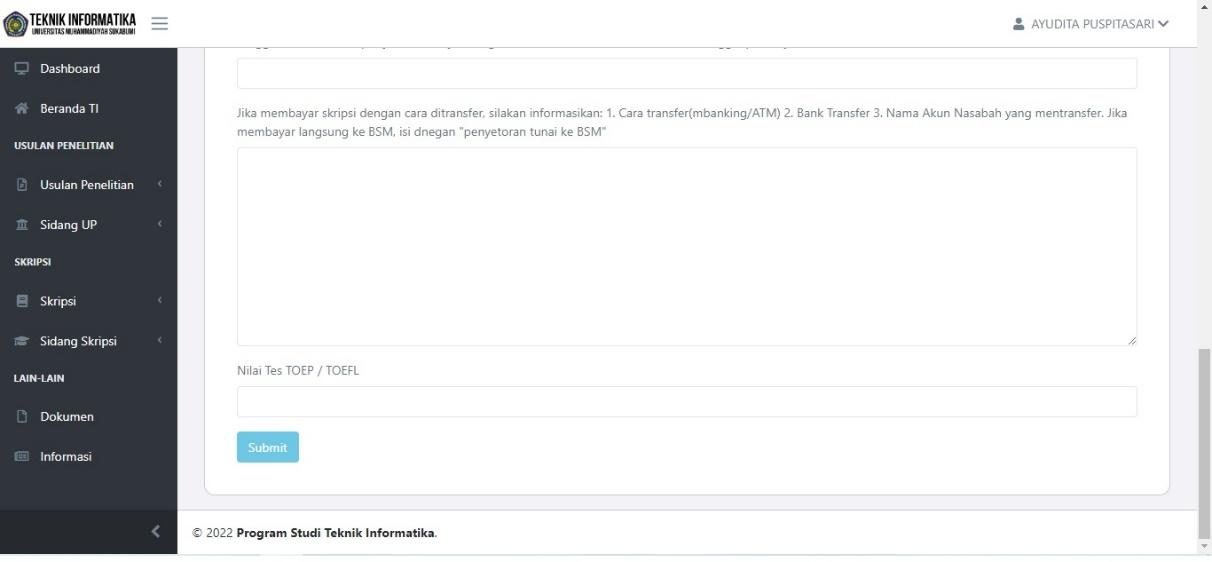 TEKNIK INFORMATIKA
UNIVERSITAS MUHAMMADIYAH SUKABUMI
AYUDITA PUSPITASARI
Dashboard
Beranda TI
USULAN PENELITIAN
Usulan Penelitian
Sidang UP
SKRIPSI
Skripsi
Sidang Skripsi
LAIN-LAIN
Dokumen
Informasi
Jika membayar skripsi dengan cara ditransfer, silakan informasikan: 1. Cara transfer(mbanking/ATM) 2. Bank Transfer 3. Nama Akun Nasabah yang mentransfer. Jika
membayar langsung ke BSM, isi dnegan "penyetoran tunai ke BSM"
Nilai Tes TOEP / TOEFL
Submit
© 2022 Program Studi Teknik Informatika.